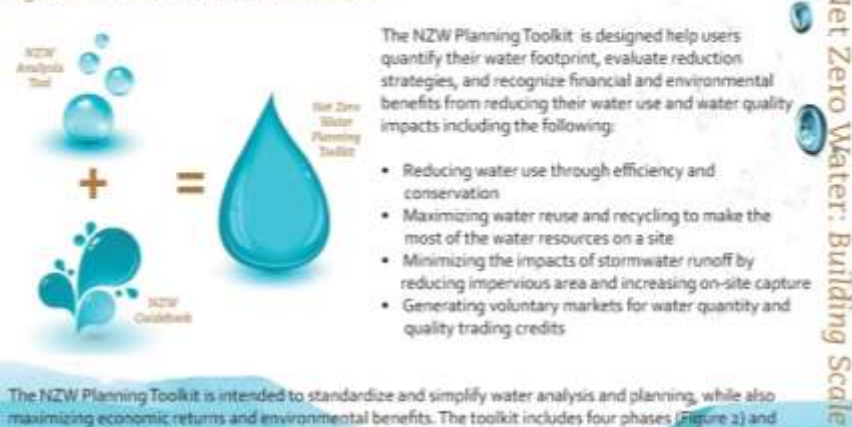 NZW
Analysis
Tool
+
=
Net Zero
Water
Planning
Toolkit
NZW
Guidebook
The NZW Planning Toolkit is designed help users
quantify their water footprint, evaluate reduction
strategies, and recognize financial and environmental
benefits from reducing their water use and water quality
impacts including the following:
• Reducing water use through efficiency and
conservation
• Maximizing water reuse and recycling to make the
most of the water resources on a site
• Minimizing the impacts of stormwater runoff by
reducing impervious area and increasing on-site capture
• Generating voluntary markets for water quantity and
quality trading credits
The NZW Planning Toolkit is intended to standardize and simplify water analysis and planning, while also
maximizing economic returns and environmental benefits. The toolkit includes four phases (Figure 2) and
Net Zero Water: Building Scale